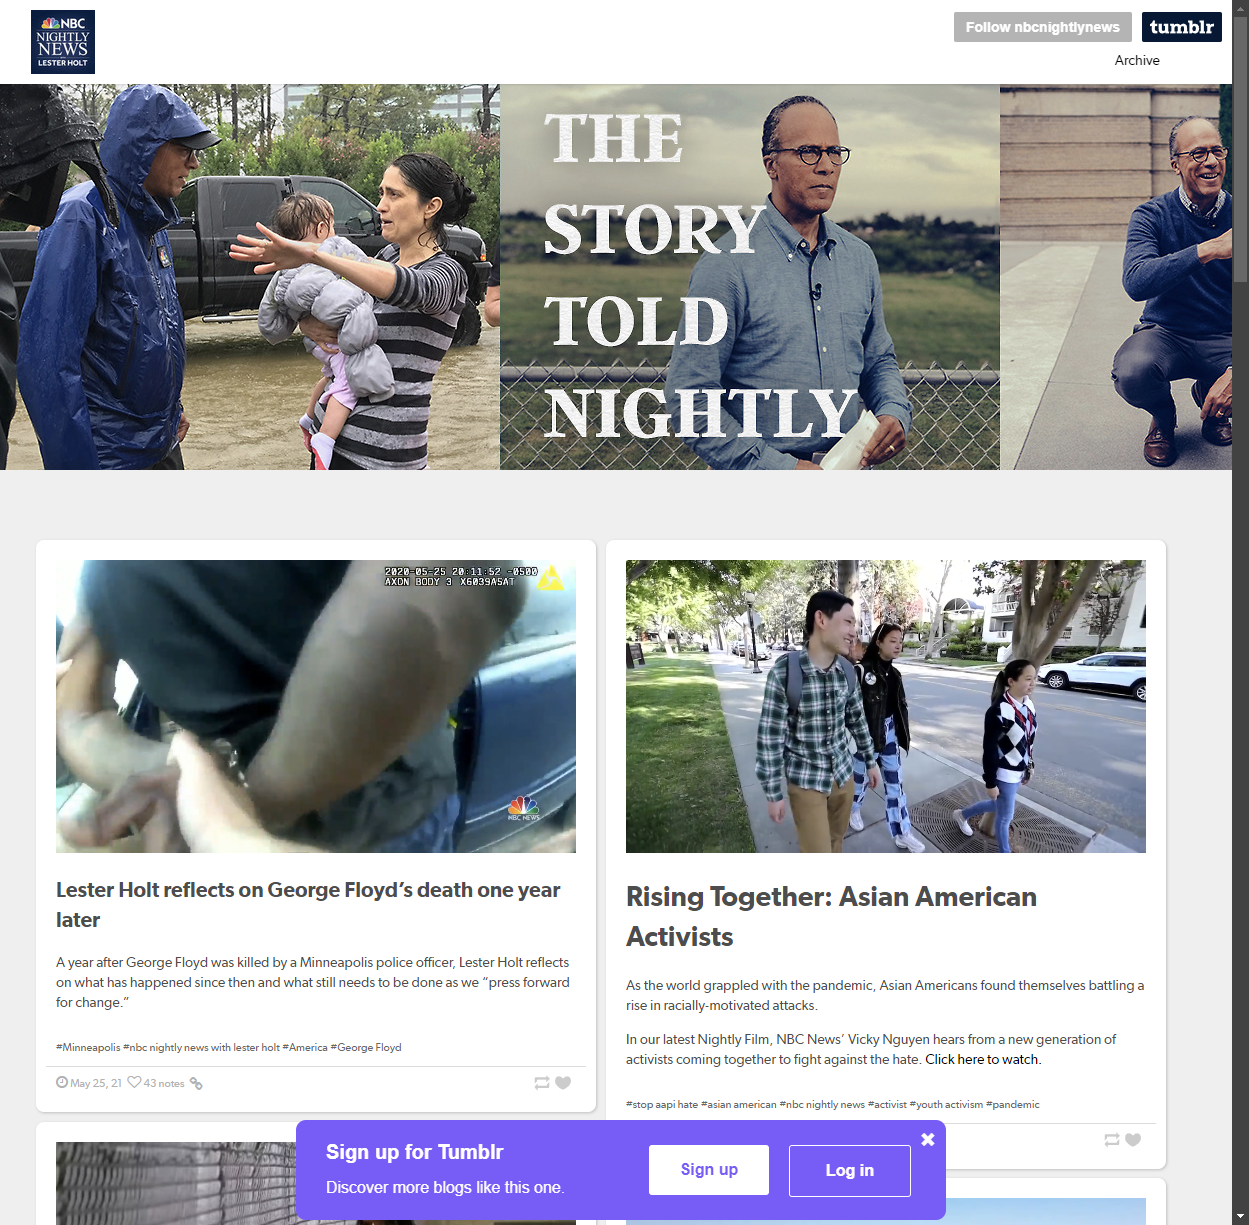 NBC
NIGHTLY
NEWS
LESTER HOLT
Follow nbcnightlynews
tumblr
Archive
THE
STORY
TOLD
NIGHTLY
2020-05-25 20:11:52 -0500
AXON BODY 3 X6039A5AT
NBC NEWS
Lester Holt reflects on George Floyd’s death one year
later
A year after George Floyd was killed by a Minneapolis police officer, Lester Holt reflects
on what has happened since then and what still needs to be done as we “press forward
for change.”
#Minneapolis #nbc nightly news with lester holt #America #George Floyd
May 25, 21 43 notes
Rising Together: Asian American
Activists
As the world grappled with the pandemic, Asian Americans found themselves battling a
rise in racially-motivated attacks.
In our latest Nightly Film, NBC News’ Vicky Nguyen hears from a new generation of
activists coming together to fight against the hate. Click here to watch.
#stop aapi hate #asian american #nbc nightly news #activist #youth activism #pandemic
Sign up for Tumblr
Discover more blogs like this one.
Sign up
Log in